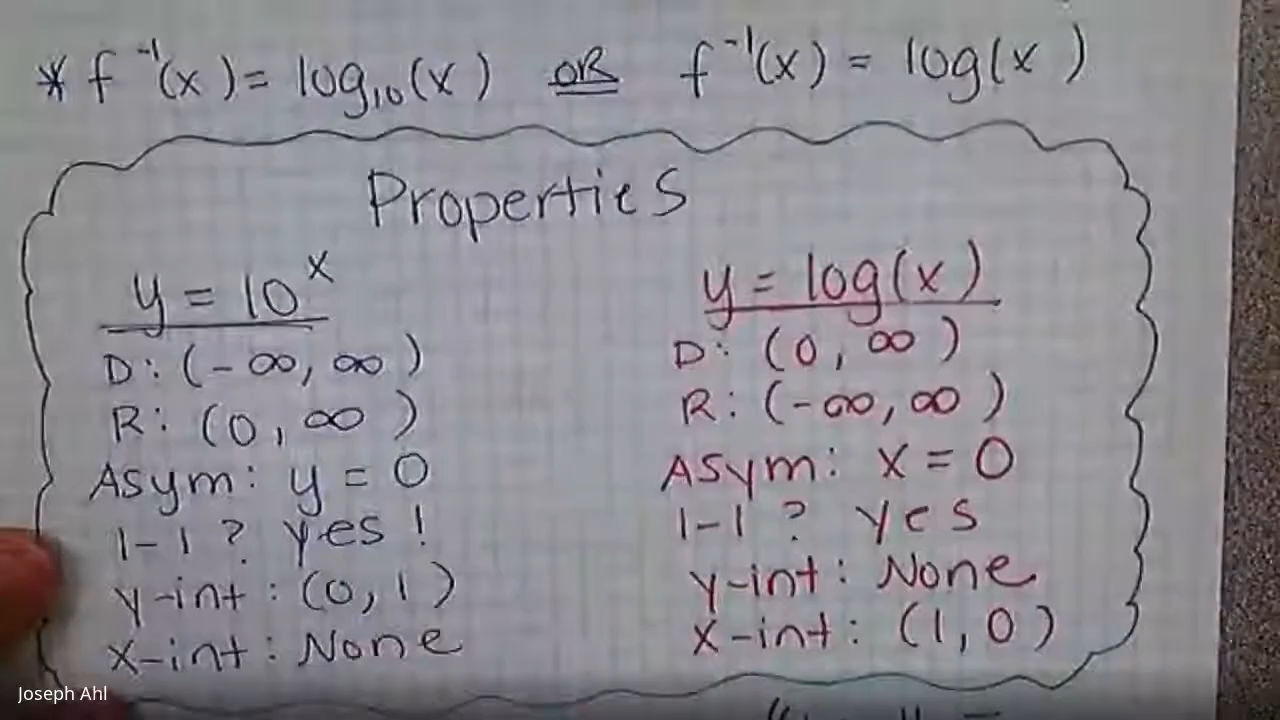 * f⁻¹(x) = log₁₀(x) OR f⁻¹(x) = log(x)
Properties
y = 10ˣ
D: (-∞, ∞)
R: (0, ∞)
Asym: y = 0
1-1 ? yes !
y-int: (0, 1)
x-int: None
y = log(x)
D: (0, ∞)
R: (-∞, ∞)
Asym: x = 0
1-1 ? yes
y-int: None
x-int: (1, 0)
Joseph Ahl